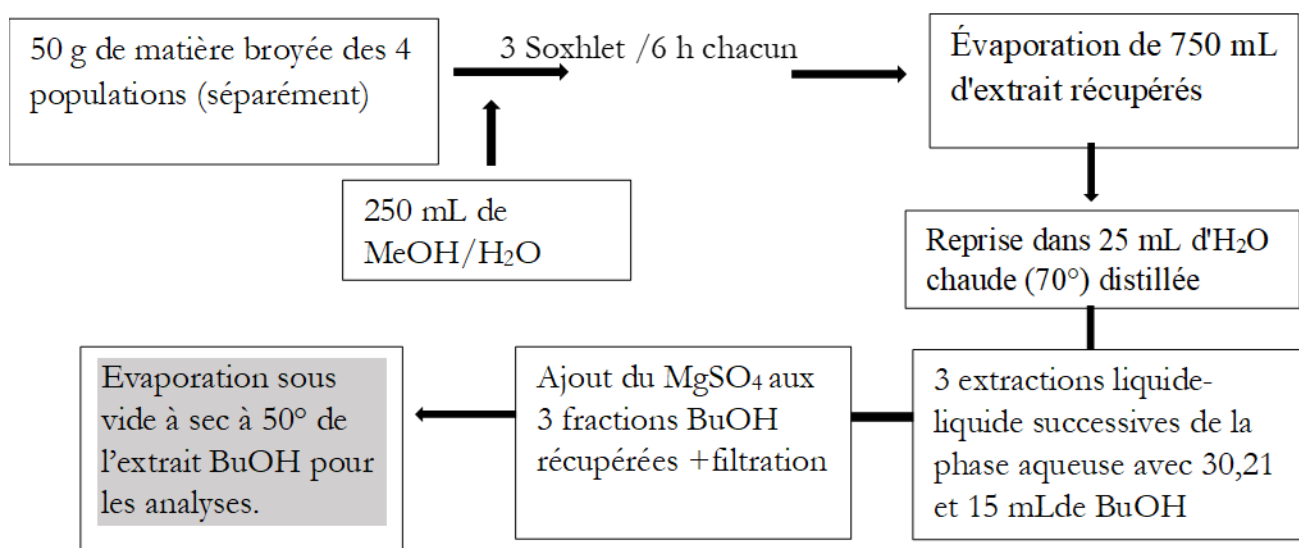 50 g de matière broyée des 4
populations (séparément)
3 Soxhlet /6 h chacun
Évaporation de 750 mL
d'extrait récupérés
250 mL de
MeOH/H₂O
Reprise dans 25 mL d'H₂O
chaude (70°) distillée
3 extractions liquide-
liquide successives de la
phase aqueuse avec 30,21
et 15 mLde BuOH
Ajout du MgSO₄ aux
3 fractions BuOH
récupérées +filtration
Evaporation sous
vide à sec à 50° de
l'extrait BuOH pour
les analyses.